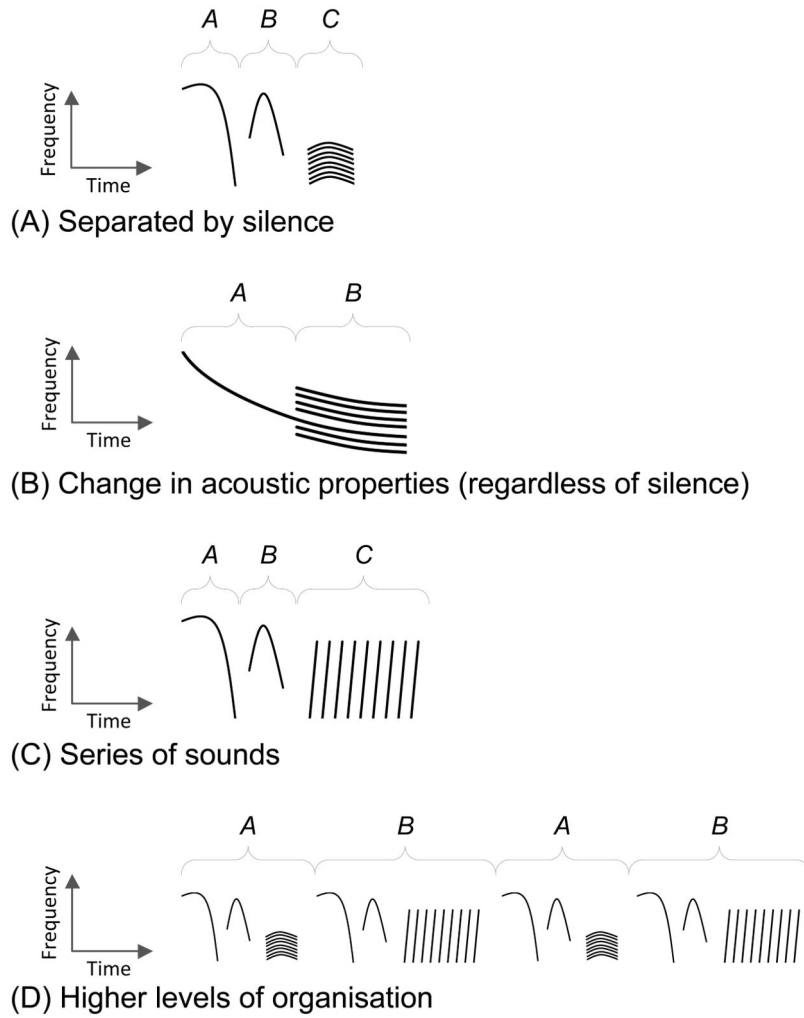 A B C
Frequency
Time
(A) Separated by silence
A B
Frequency
Time
(B) Change in acoustic properties (regardless of silence)
A B C
Frequency
Time
(C) Series of sounds
A B A B
Frequency
Time
(D) Higher levels of organisation